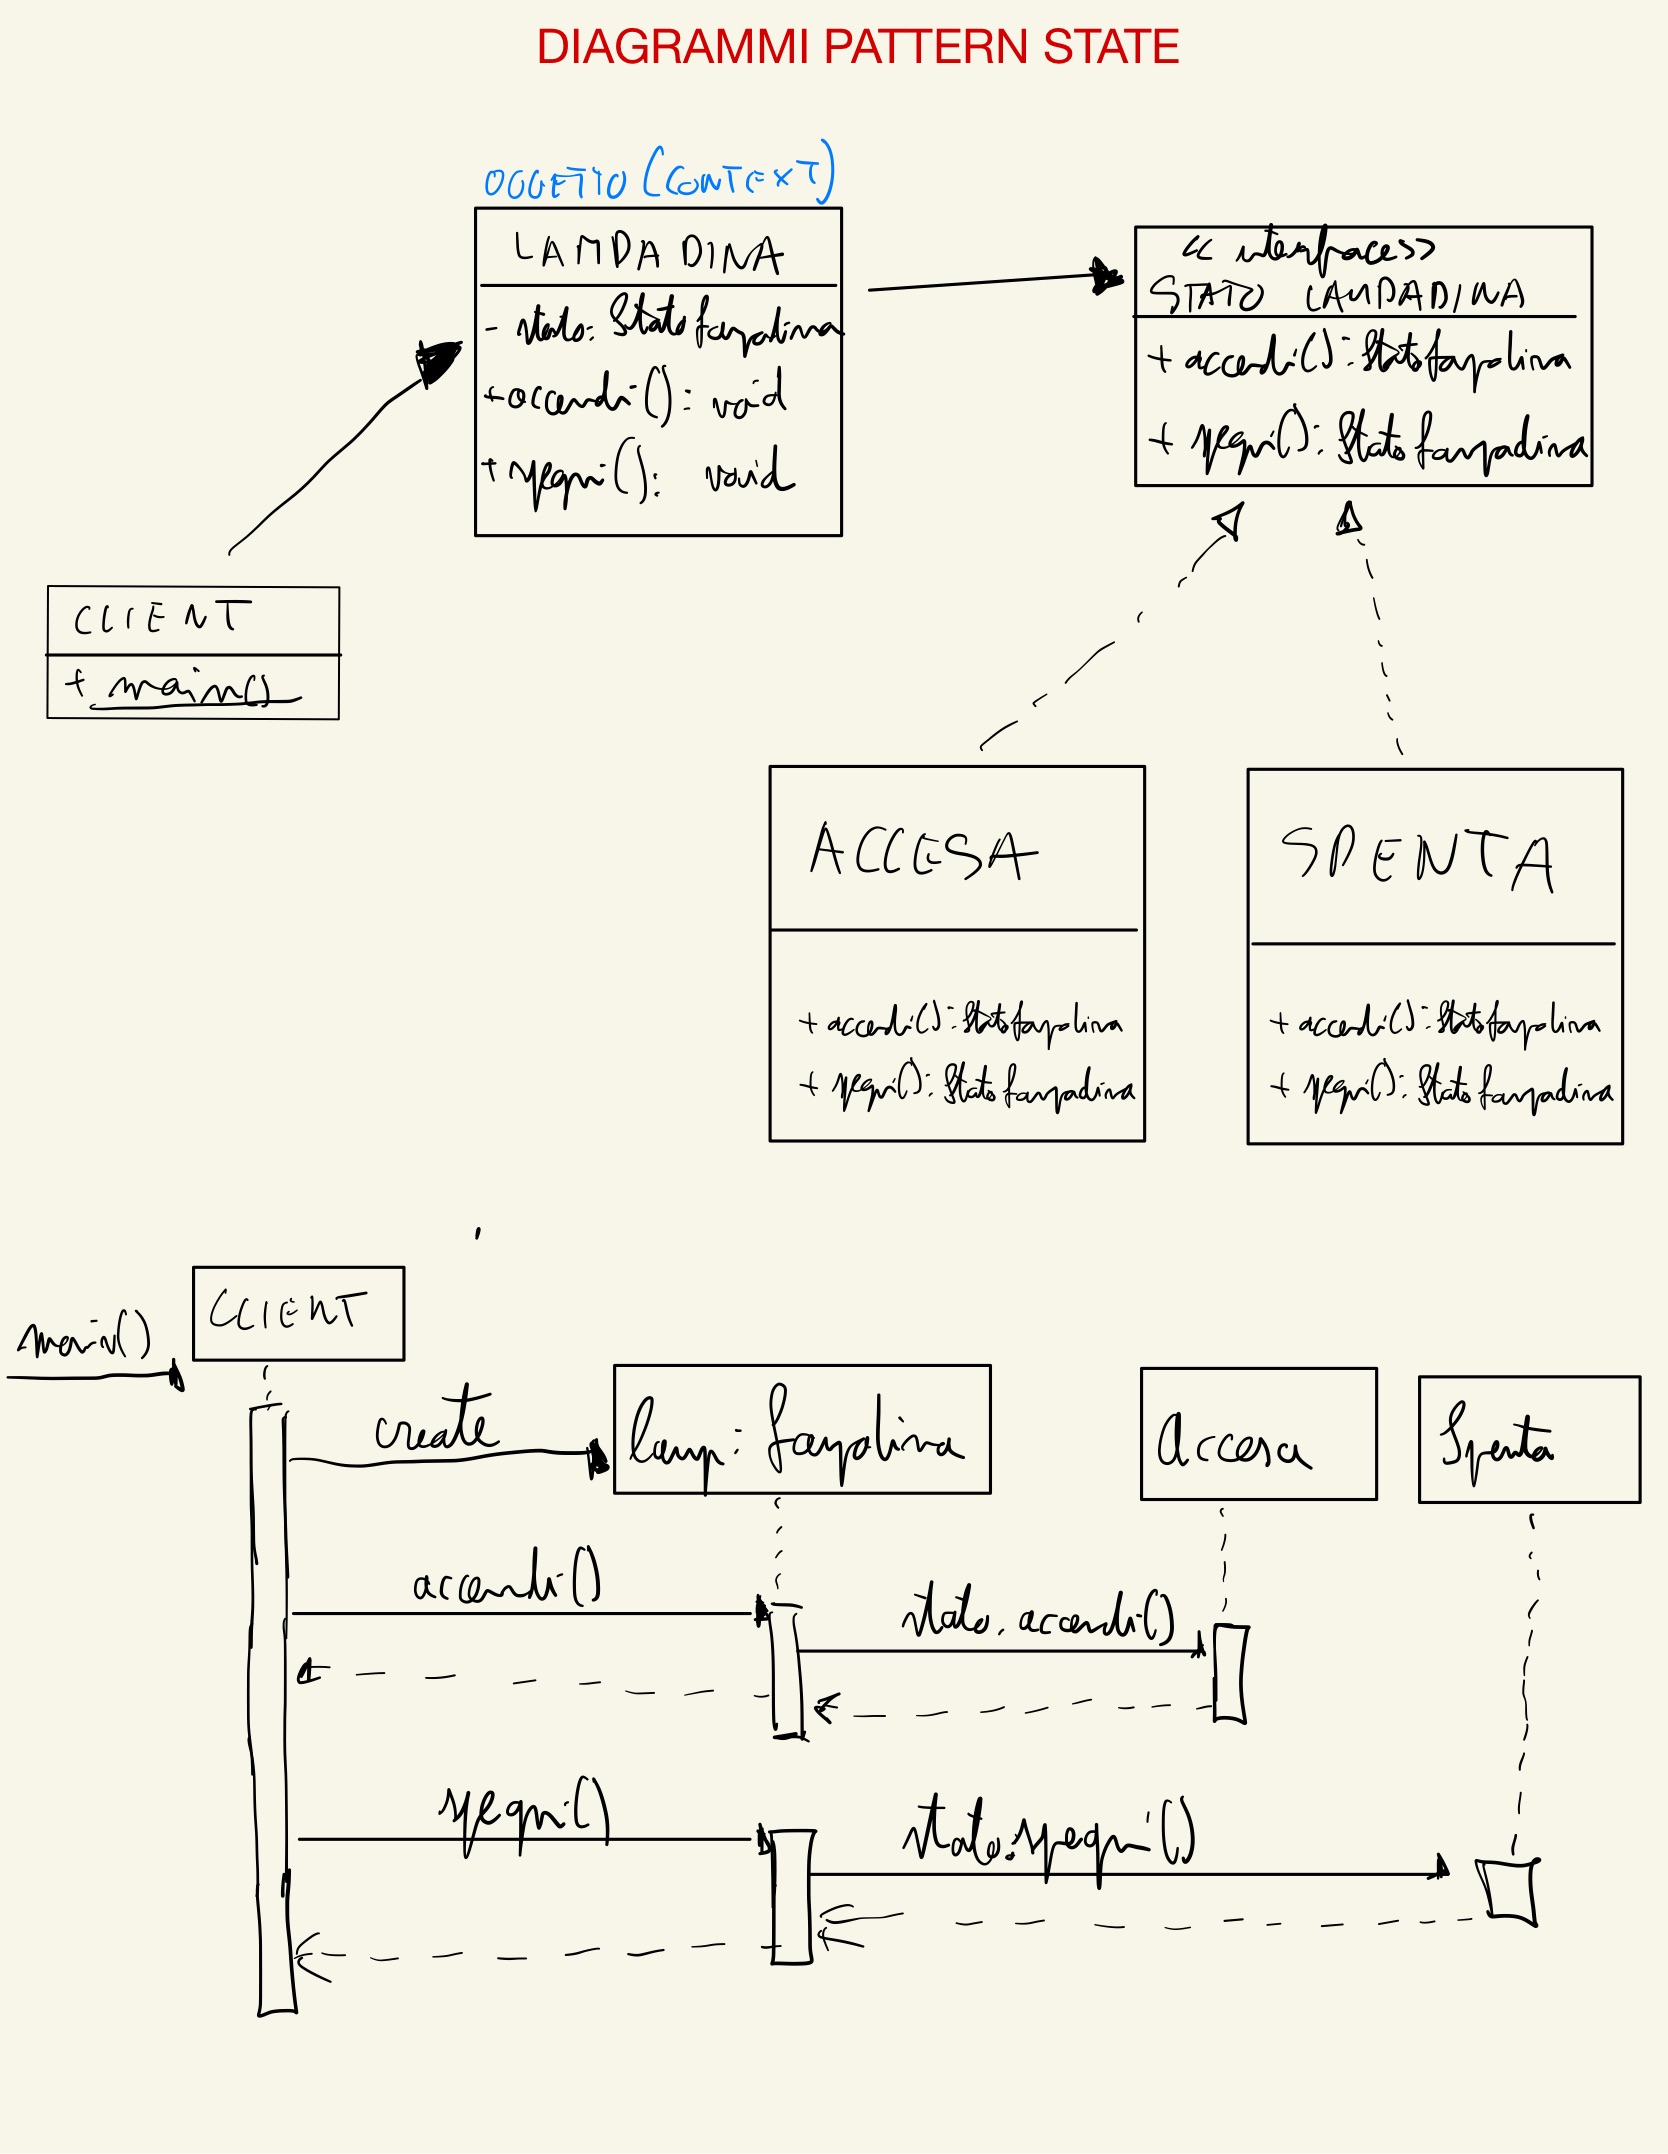 DIAGRAMMI PATTERN STATE
OGGETTO (CONTEXT)
LAMPADINA
- stato: StatoLampadina
+ accendi(): void
+ spegni(): void
<< interface >>
STATO LAMPADINA
+ accendi(): StatoLampadina
+ spegni(): StatoLampadina
CLIENT
+ main()
ACCESA
+ accendi(): StatoLampadina
+ spegni(): StatoLampadina
SPENTA
+ accendi(): StatoLampadina
+ spegni(): StatoLampadina
main()
CLIENT
create
lamp: Lampadina
Accesa
Spenta
accendi()
stato.accendi()
spegni()
stato.spegni()